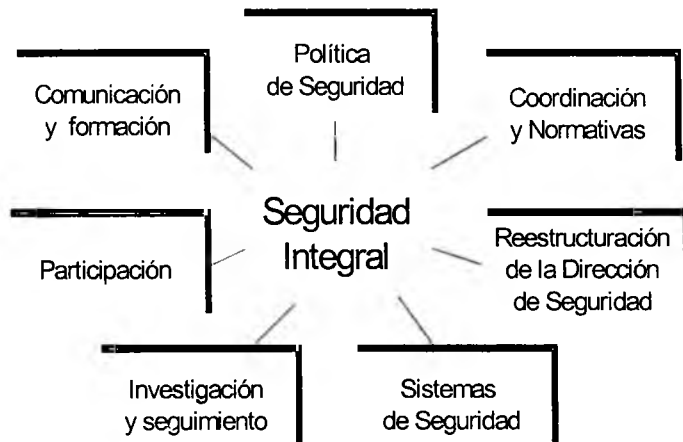 Política
de Seguridad
Comunicación
y formación
Coordinación
y Normativas
Seguridad
Integral
Participación
Reestructuración
de la Dirección
de Seguridad
Investigación
y seguimiento
Sistemas
de Seguridad